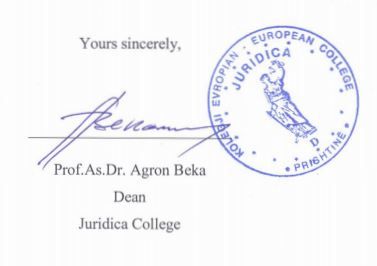 Yours sincerely,
KOLEGJI EVROPIAN : EUROPEAN COLLEGE
JURIDICA
D
PRISHTINË
Prof.As.Dr. Agron Beka
Dean
Juridica College